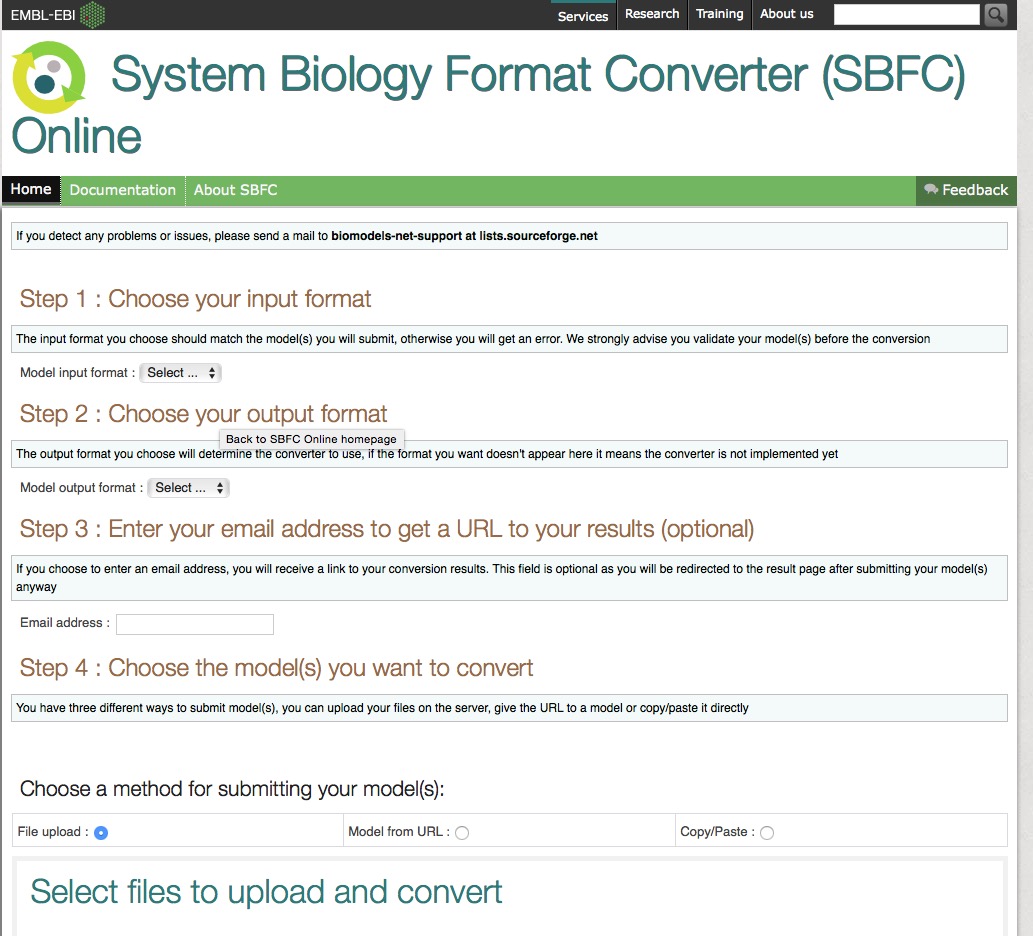 EMBL-EBI Services Research Training About us
System Biology Format Converter (SBFC)
Online
Home Documentation About SBFC Feedback
If you detect any problems or issues, please send a mail to biomodels-net-support at lists.sourceforge.net
Step 1 : Choose your input format
The input format you choose should match the model(s) you will submit, otherwise you will get an error. We strongly advise you validate your model(s) before the conversion
Model input format : Select ...
Step 2 : Choose your output format
Back to SBFC Online homepage
The output format you choose will determine the converter to use, if the format you want doesn't appear here it means the converter is not implemented yet
Model output format : Select ...
Step 3 : Enter your email address to get a URL to your results (optional)
If you choose to enter an email address, you will receive a link to your conversion results. This field is optional as you will be redirected to the result page after submitting your model(s)
anyway
Email address :
Step 4 : Choose the model(s) you want to convert
You have three different ways to submit model(s), you can upload your files on the server, give the URL to a model or copy/paste it directly
Choose a method for submitting your model(s):
File upload : Model from URL : Copy/Paste :
Select files to upload and convert